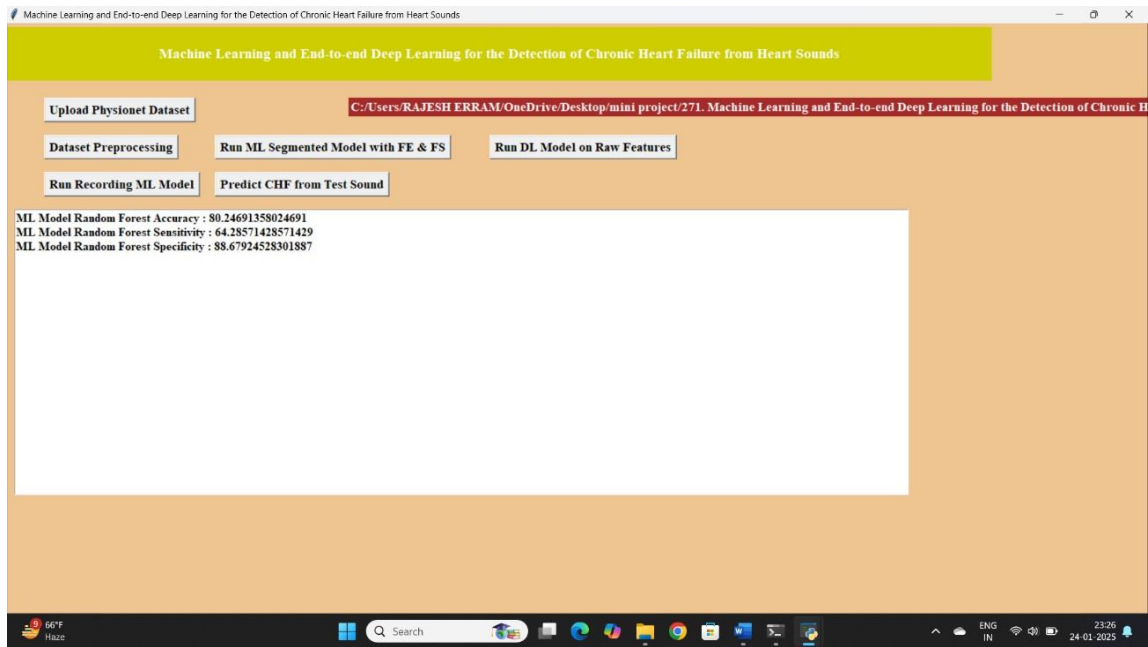 Machine Learning and End-to-end Deep Learning for the Detection of Chronic Heart Failure from Heart Sounds
Machine Learning and End-to-end Deep Learning for the Detection of Chronic Heart Failure from Heart Sounds
Upload Physionet Dataset
C:/Users/RAJESH ERRAM/OneDrive/Desktop/mini project/271. Machine Learning and End-to-end Deep Learning for the Detection of Chronic H
Dataset Preprocessing
Run ML Segmented Model with FE & FS
Run DL Model on Raw Features
Run Recording ML Model
Predict CHF from Test Sound
ML Model Random Forest Accuracy : 80.24691358024691
ML Model Random Forest Sensitivity : 64.28571428571429
ML Model Random Forest Specificity : 88.67924528301887
9
66°F
Haze
Search
ENG
IN
23:26
24-01-2025